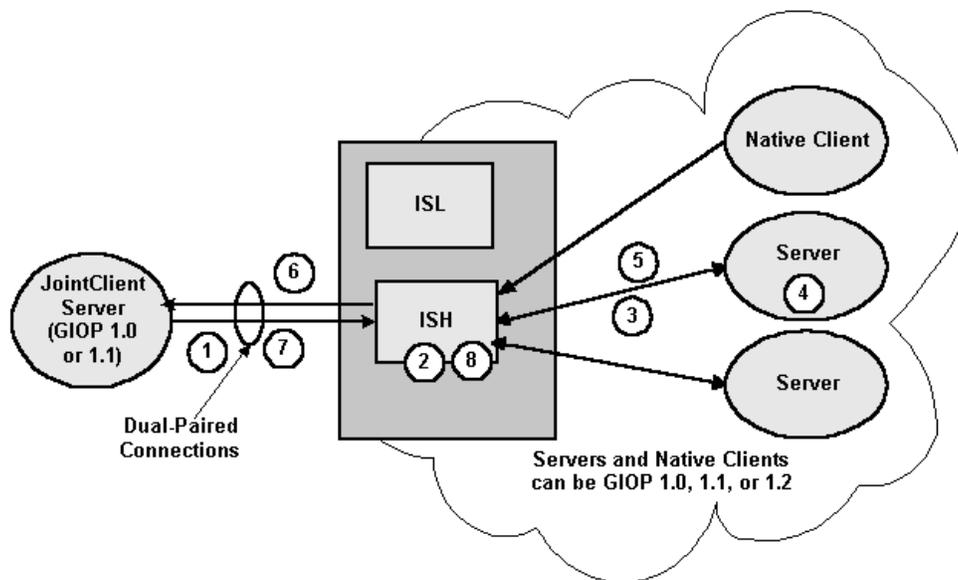 Native Client
ISL
Server
4
5
3
6
JointClient
Server
(GIOP 1.0
or 1.1)
1
7
ISH
2
8
Server
Dual-Paired
Connections
Servers and Native Clients
can be GIOP 1.0, 1.1, or 1.2